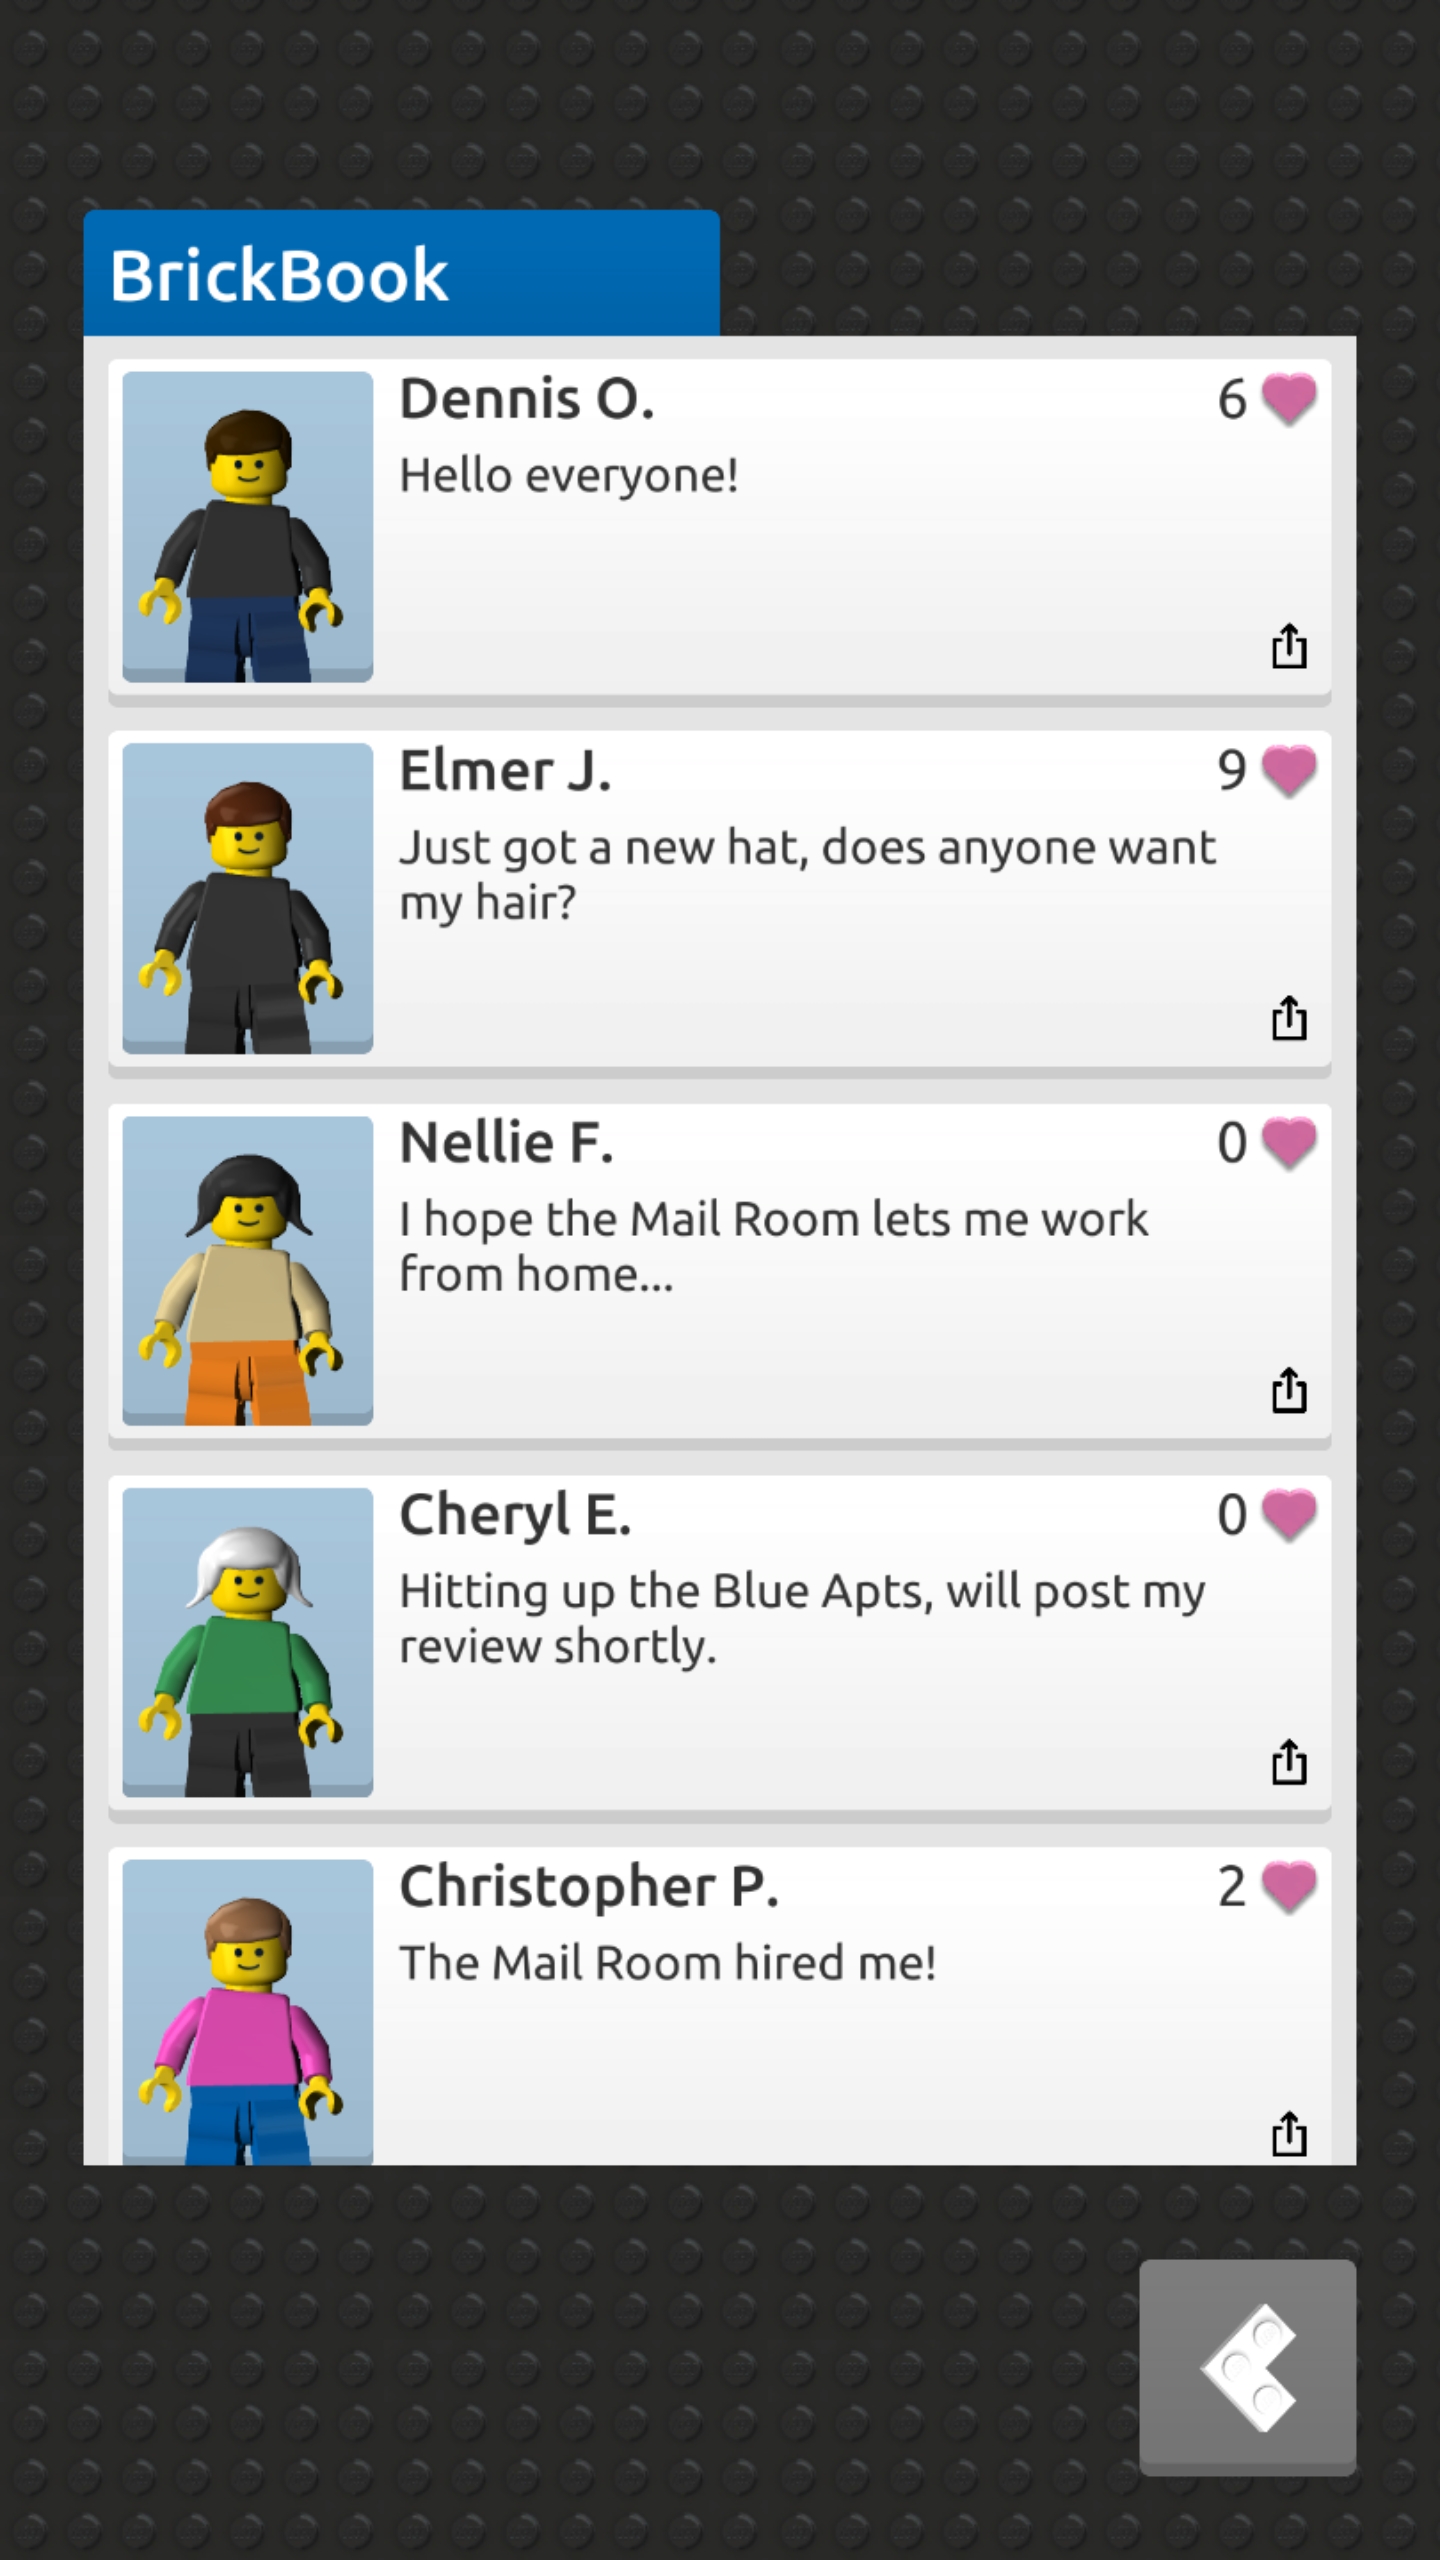 BrickBook
Dennis O.
6
Hello everyone!
Elmer J.
9
Just got a new hat, does anyone want
my hair?
Nellie F.
0
I hope the Mail Room lets me work
from home...
Cheryl E.
0
Hitting up the Blue Apts, will post my
review shortly.
Christopher P.
2
The Mail Room hired me!